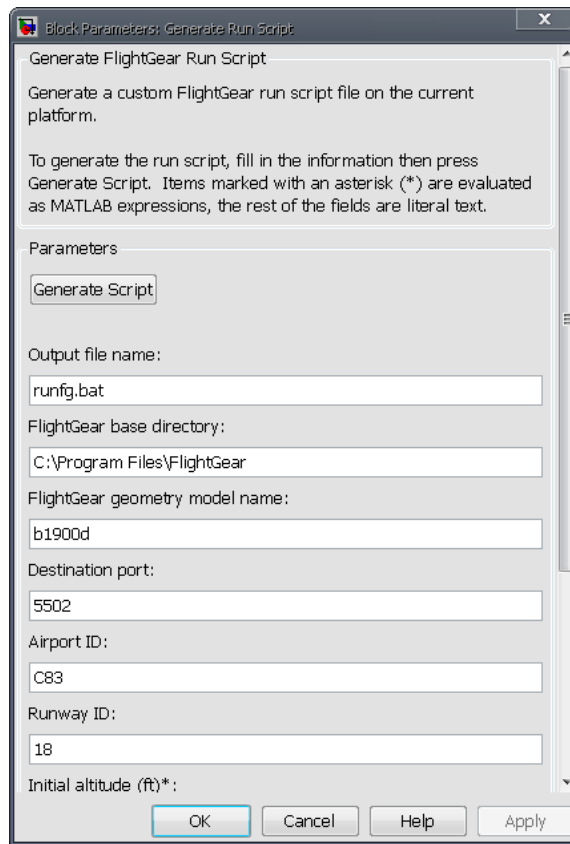 Block Parameters: Generate Run Script
X
Generate FlightGear Run Script
Generate a custom FlightGear run script file on the current
platform.
To generate the run script, fill in the information then press
Generate Script.  Items marked with an asterisk (*) are evaluated
as MATLAB expressions, the rest of the fields are literal text.
Parameters
Generate Script
Output file name:
runfg.bat
FlightGear base directory:
C:\Program Files\FlightGear
FlightGear geometry model name:
b1900d
Destination port:
5502
Airport ID:
C83
Runway ID:
18
Initial altitude (ft)*:
OK Cancel Help Apply